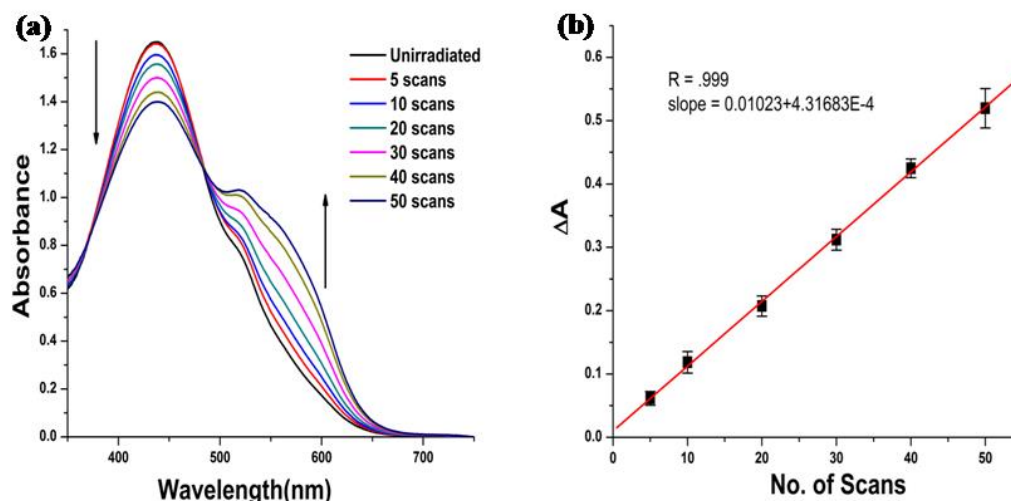 (a)
1.6
1.4
1.2
1.0
0.8
0.6
0.4
0.2
0.0
Absorbance
400
500
600
700
Wavelength(nm)
Unirradiated
5 scans
10 scans
20 scans
30 scans
40 scans
50 scans
(b)
0.6
0.5
0.4
0.3
0.2
0.1
0.0
ΔA
R = .999
slope = 0.01023+4.31683E-4
0
10
20
30
40
50
No. of Scans